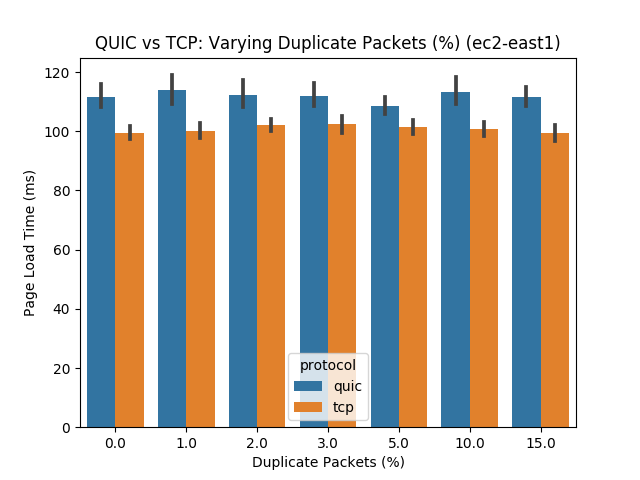 QUIC vs TCP: Varying Duplicate Packets (%) (ec2-east1)
Page Load Time (ms)
120
100
80
60
40
20
0
protocol
quic
tcp
0.0 1.0 2.0 3.0 5.0 10.0 15.0
Duplicate Packets (%)